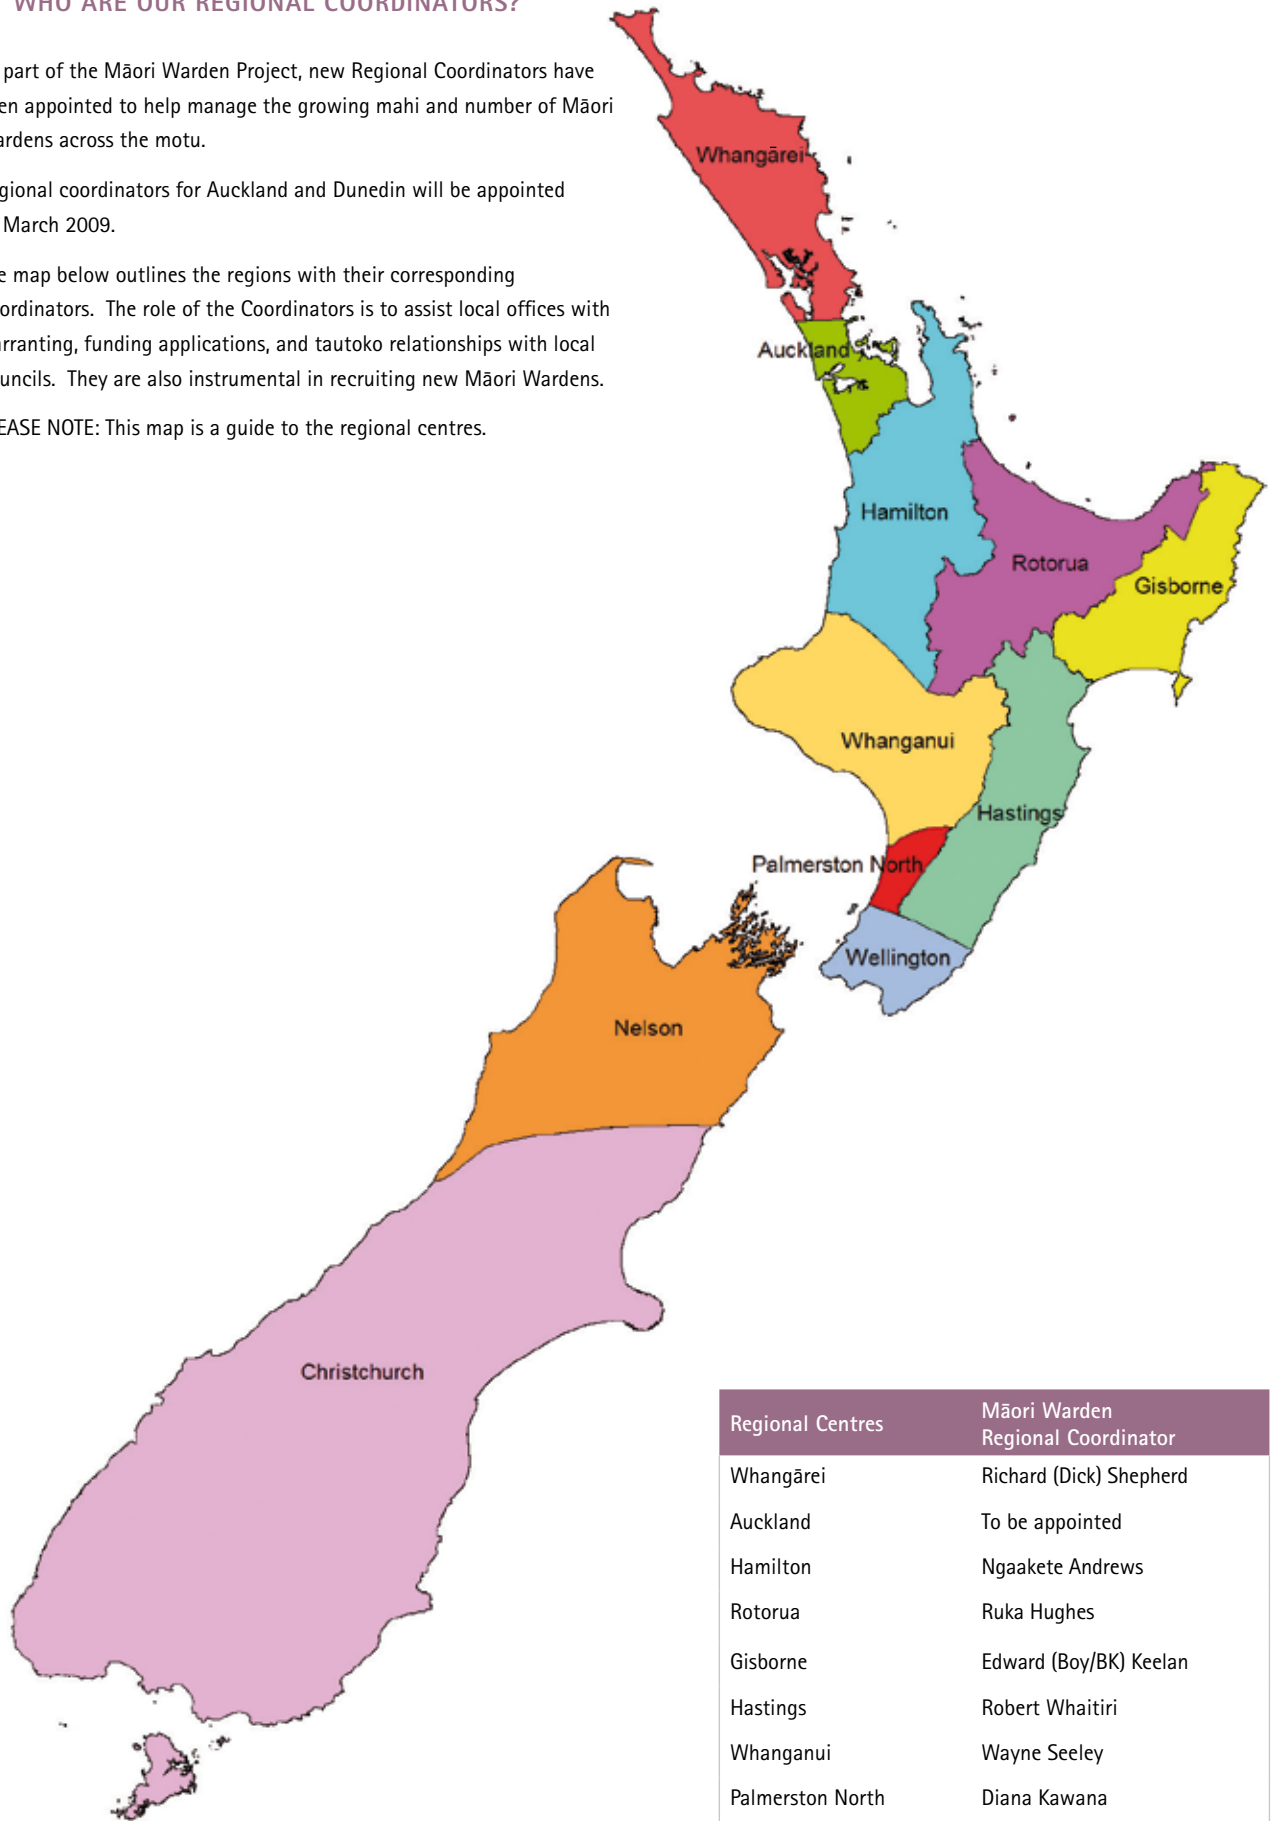 WHO ARE OUR REGIONAL COORDINATORS?
part of the Māori Warden Project, new Regional Coordinators have
en appointed to help manage the growing mahi and number of Māori
ardens across the motu.
gional coordinators for Auckland and Dunedin will be appointed
March 2009.
e map below outlines the regions with their corresponding
ordinators. The role of the Coordinators is to assist local offices with
arranting, funding applications, and tautoko relationships with local
uncils. They are also instrumental in recruiting new Māori Wardens.
EASE NOTE: This map is a guide to the regional centres.
Whangārei
Auckland
Hamilton
Rotorua
Gisborne
Whanganui
Hastings
Palmerston North
Wellington
Nelson
Christchurch
Regional Centres Māori Warden
Regional Coordinator
Whangārei Richard (Dick) Shepherd
Auckland To be appointed
Hamilton Ngaakete Andrews
Rotorua Ruka Hughes
Gisborne Edward (Boy/BK) Keelan
Hastings Robert Whaitiri
Whanganui Wayne Seeley
Palmerston North Diana Kawana